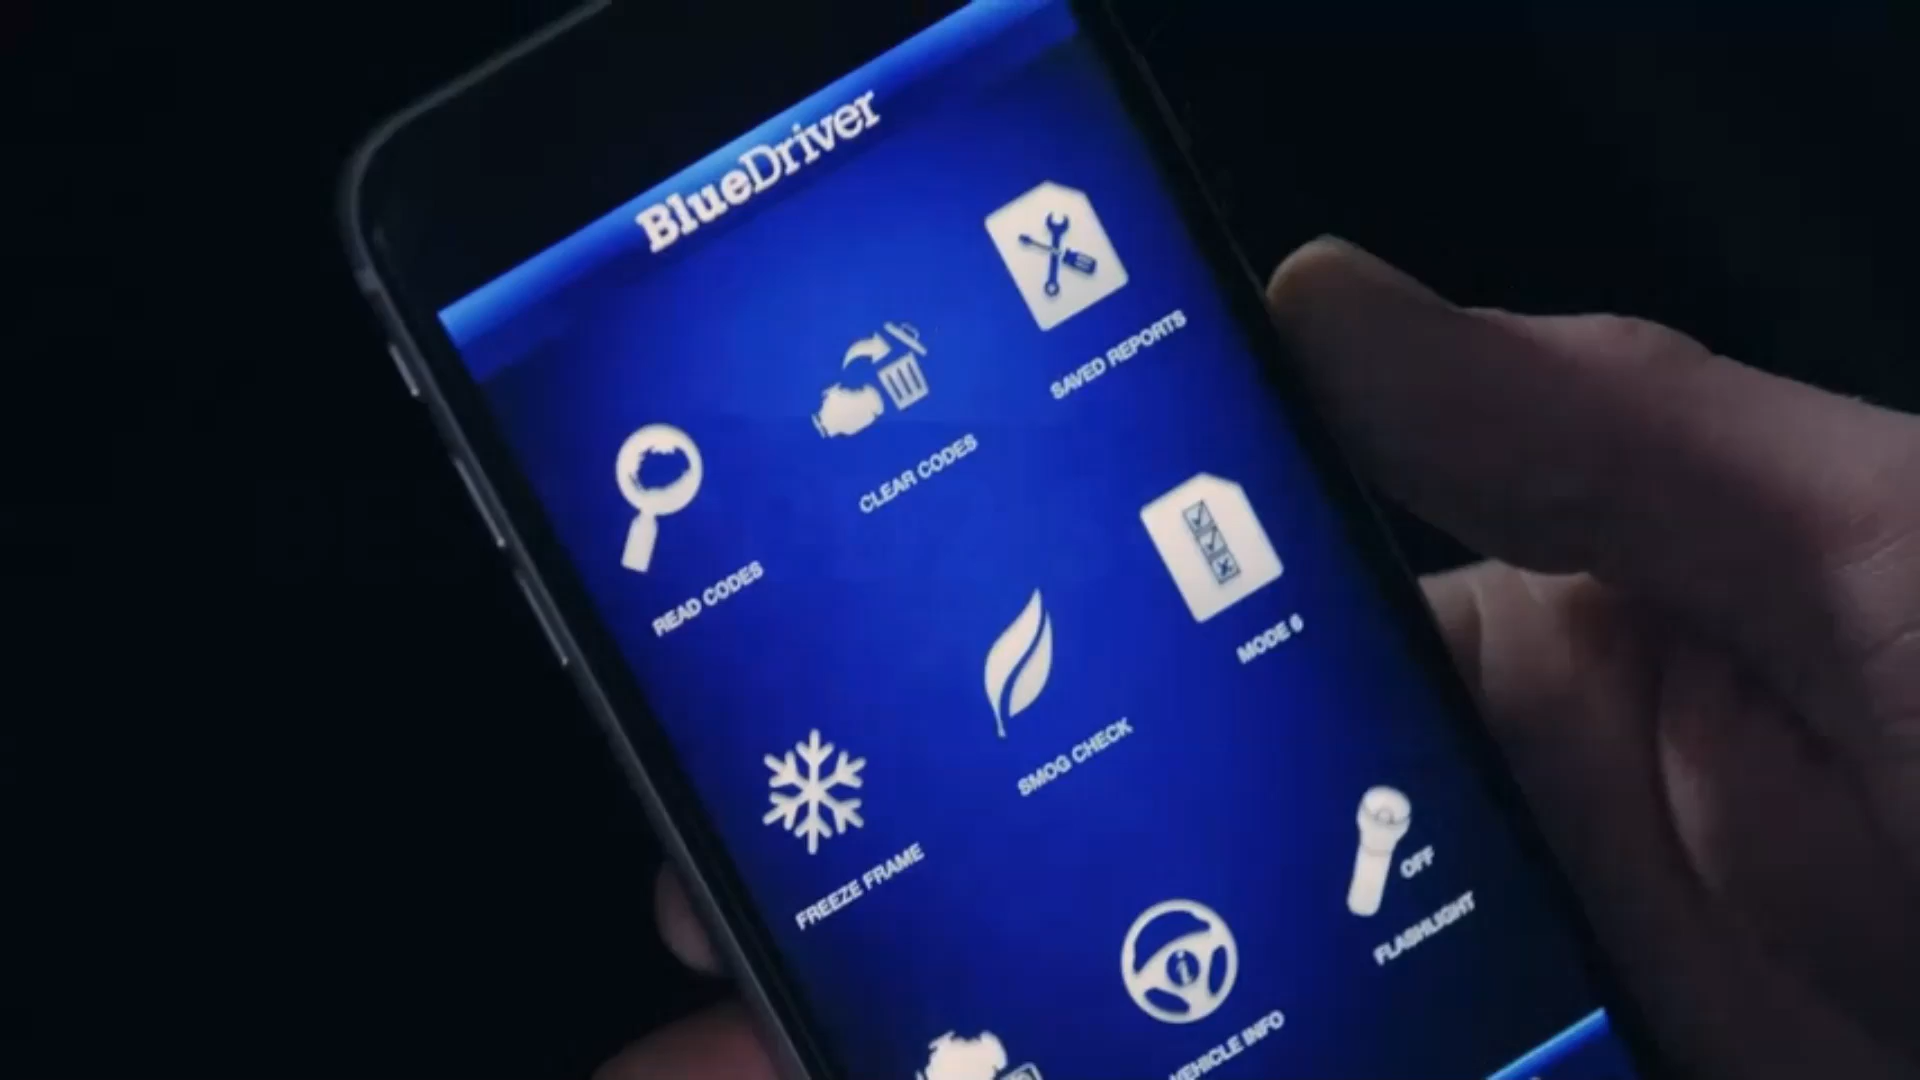 BlueDriver
READ CODES
CLEAR CODES
SAVED REPORTS
FREEZE FRAME
SMOG CHECK
MODE 6
VEHICLE INFO
OFF
FLASHLIGHT